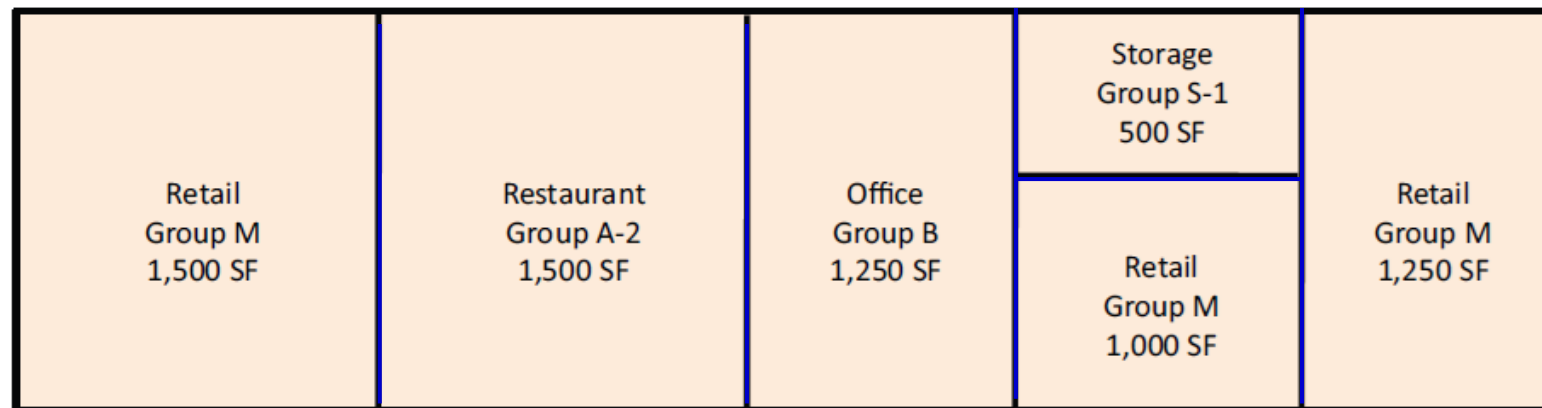 Retail
Group M
1,500 SF
Restaurant
Group A-2
1,500 SF
Office
Group B
1,250 SF
Storage
Group S-1
500 SF
Retail
Group M
1,000 SF
Retail
Group M
1,250 SF